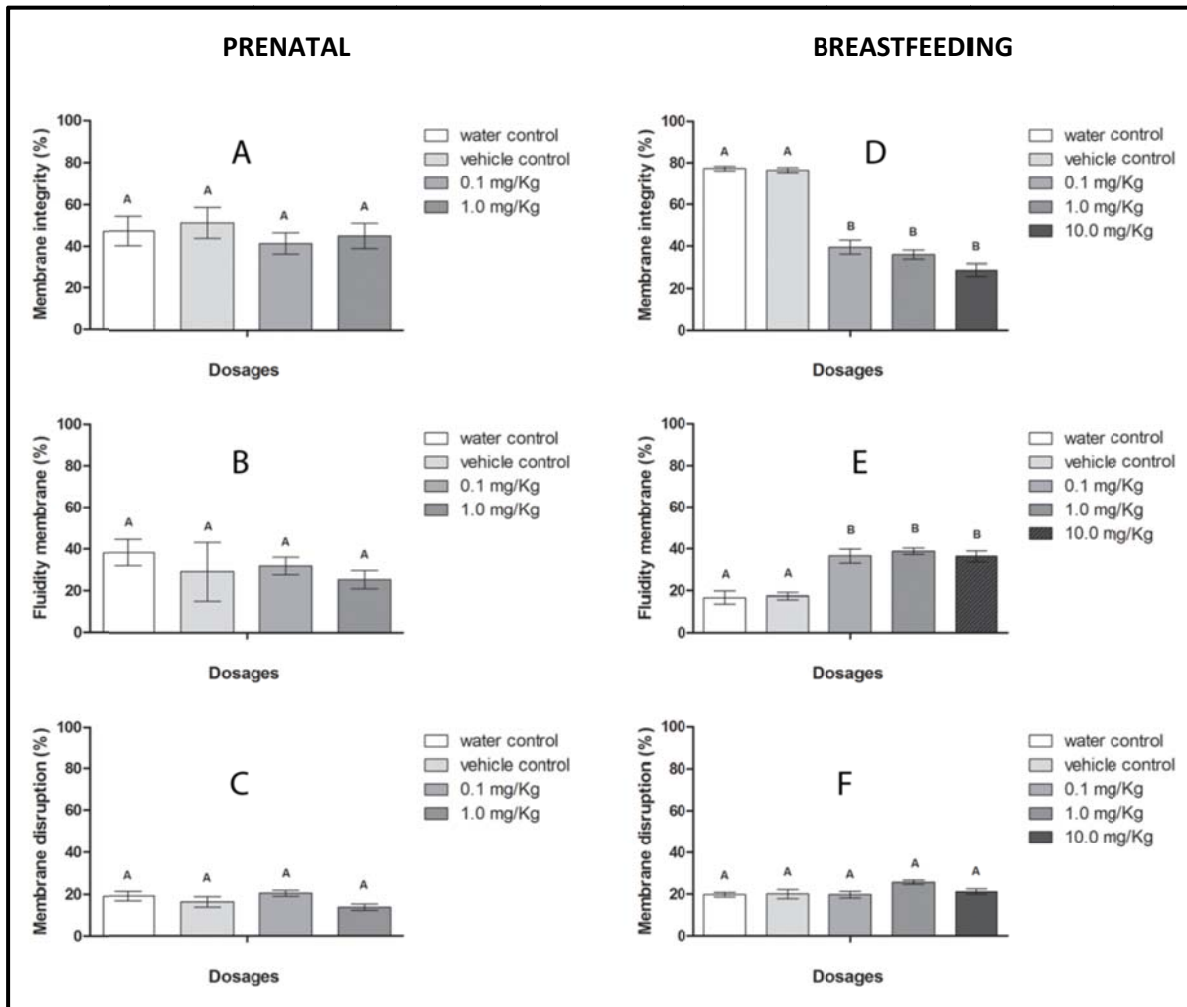 PRENATAL
BREASTFEEDING
Membrane integrity (%)
100
80
60
40
20
0
A
A
A
A
A
Dosages
water control
vehicle control
0.1 mg/Kg
1.0 mg/Kg
Membrane integrity (%)
100
80
60
40
20
0
D
A
A
B
B
B
Dosages
water control
vehicle control
0.1 mg/Kg
1.0 mg/Kg
10.0 mg/Kg
Fluidity membrane (%)
100
80
60
40
20
0
B
A
A
A
A
Dosages
water control
vehicle control
0.1 mg/Kg
1.0 mg/Kg
Fluidity membrane (%)
100
80
60
40
20
0
E
A
A
B
B
B
Dosages
water control
vehicle control
0.1 mg/Kg
1.0 mg/Kg
10.0 mg/Kg
Membrane disruption (%)
100
80
60
40
20
0
C
A
A
A
A
Dosages
water control
vehicle control
0.1 mg/Kg
1.0 mg/Kg
Membrane disruption (%)
100
80
60
40
20
0
F
A
A
A
A
A
Dosages
water control
vehicle control
0.1 mg/Kg
1.0 mg/Kg
10.0 mg/Kg